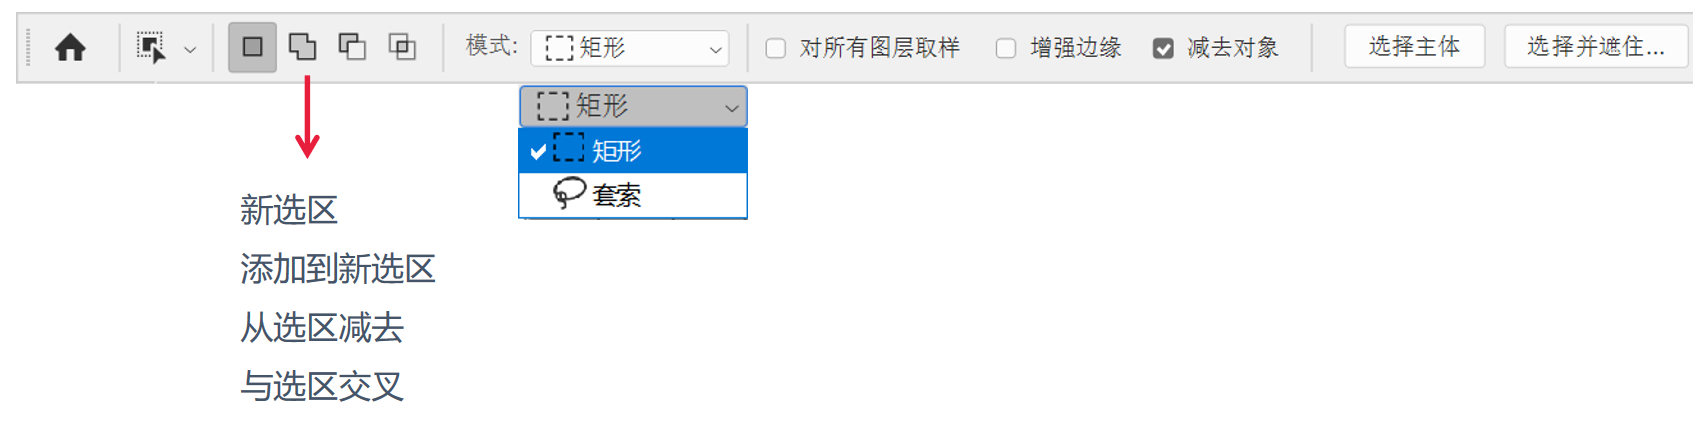 模式: 矩形 对所有图层取样 增强边缘 减去对象 选择主体 选择并遮住...
矩形
矩形
套索
新选区
添加到新选区
从选区减去
与选区交叉